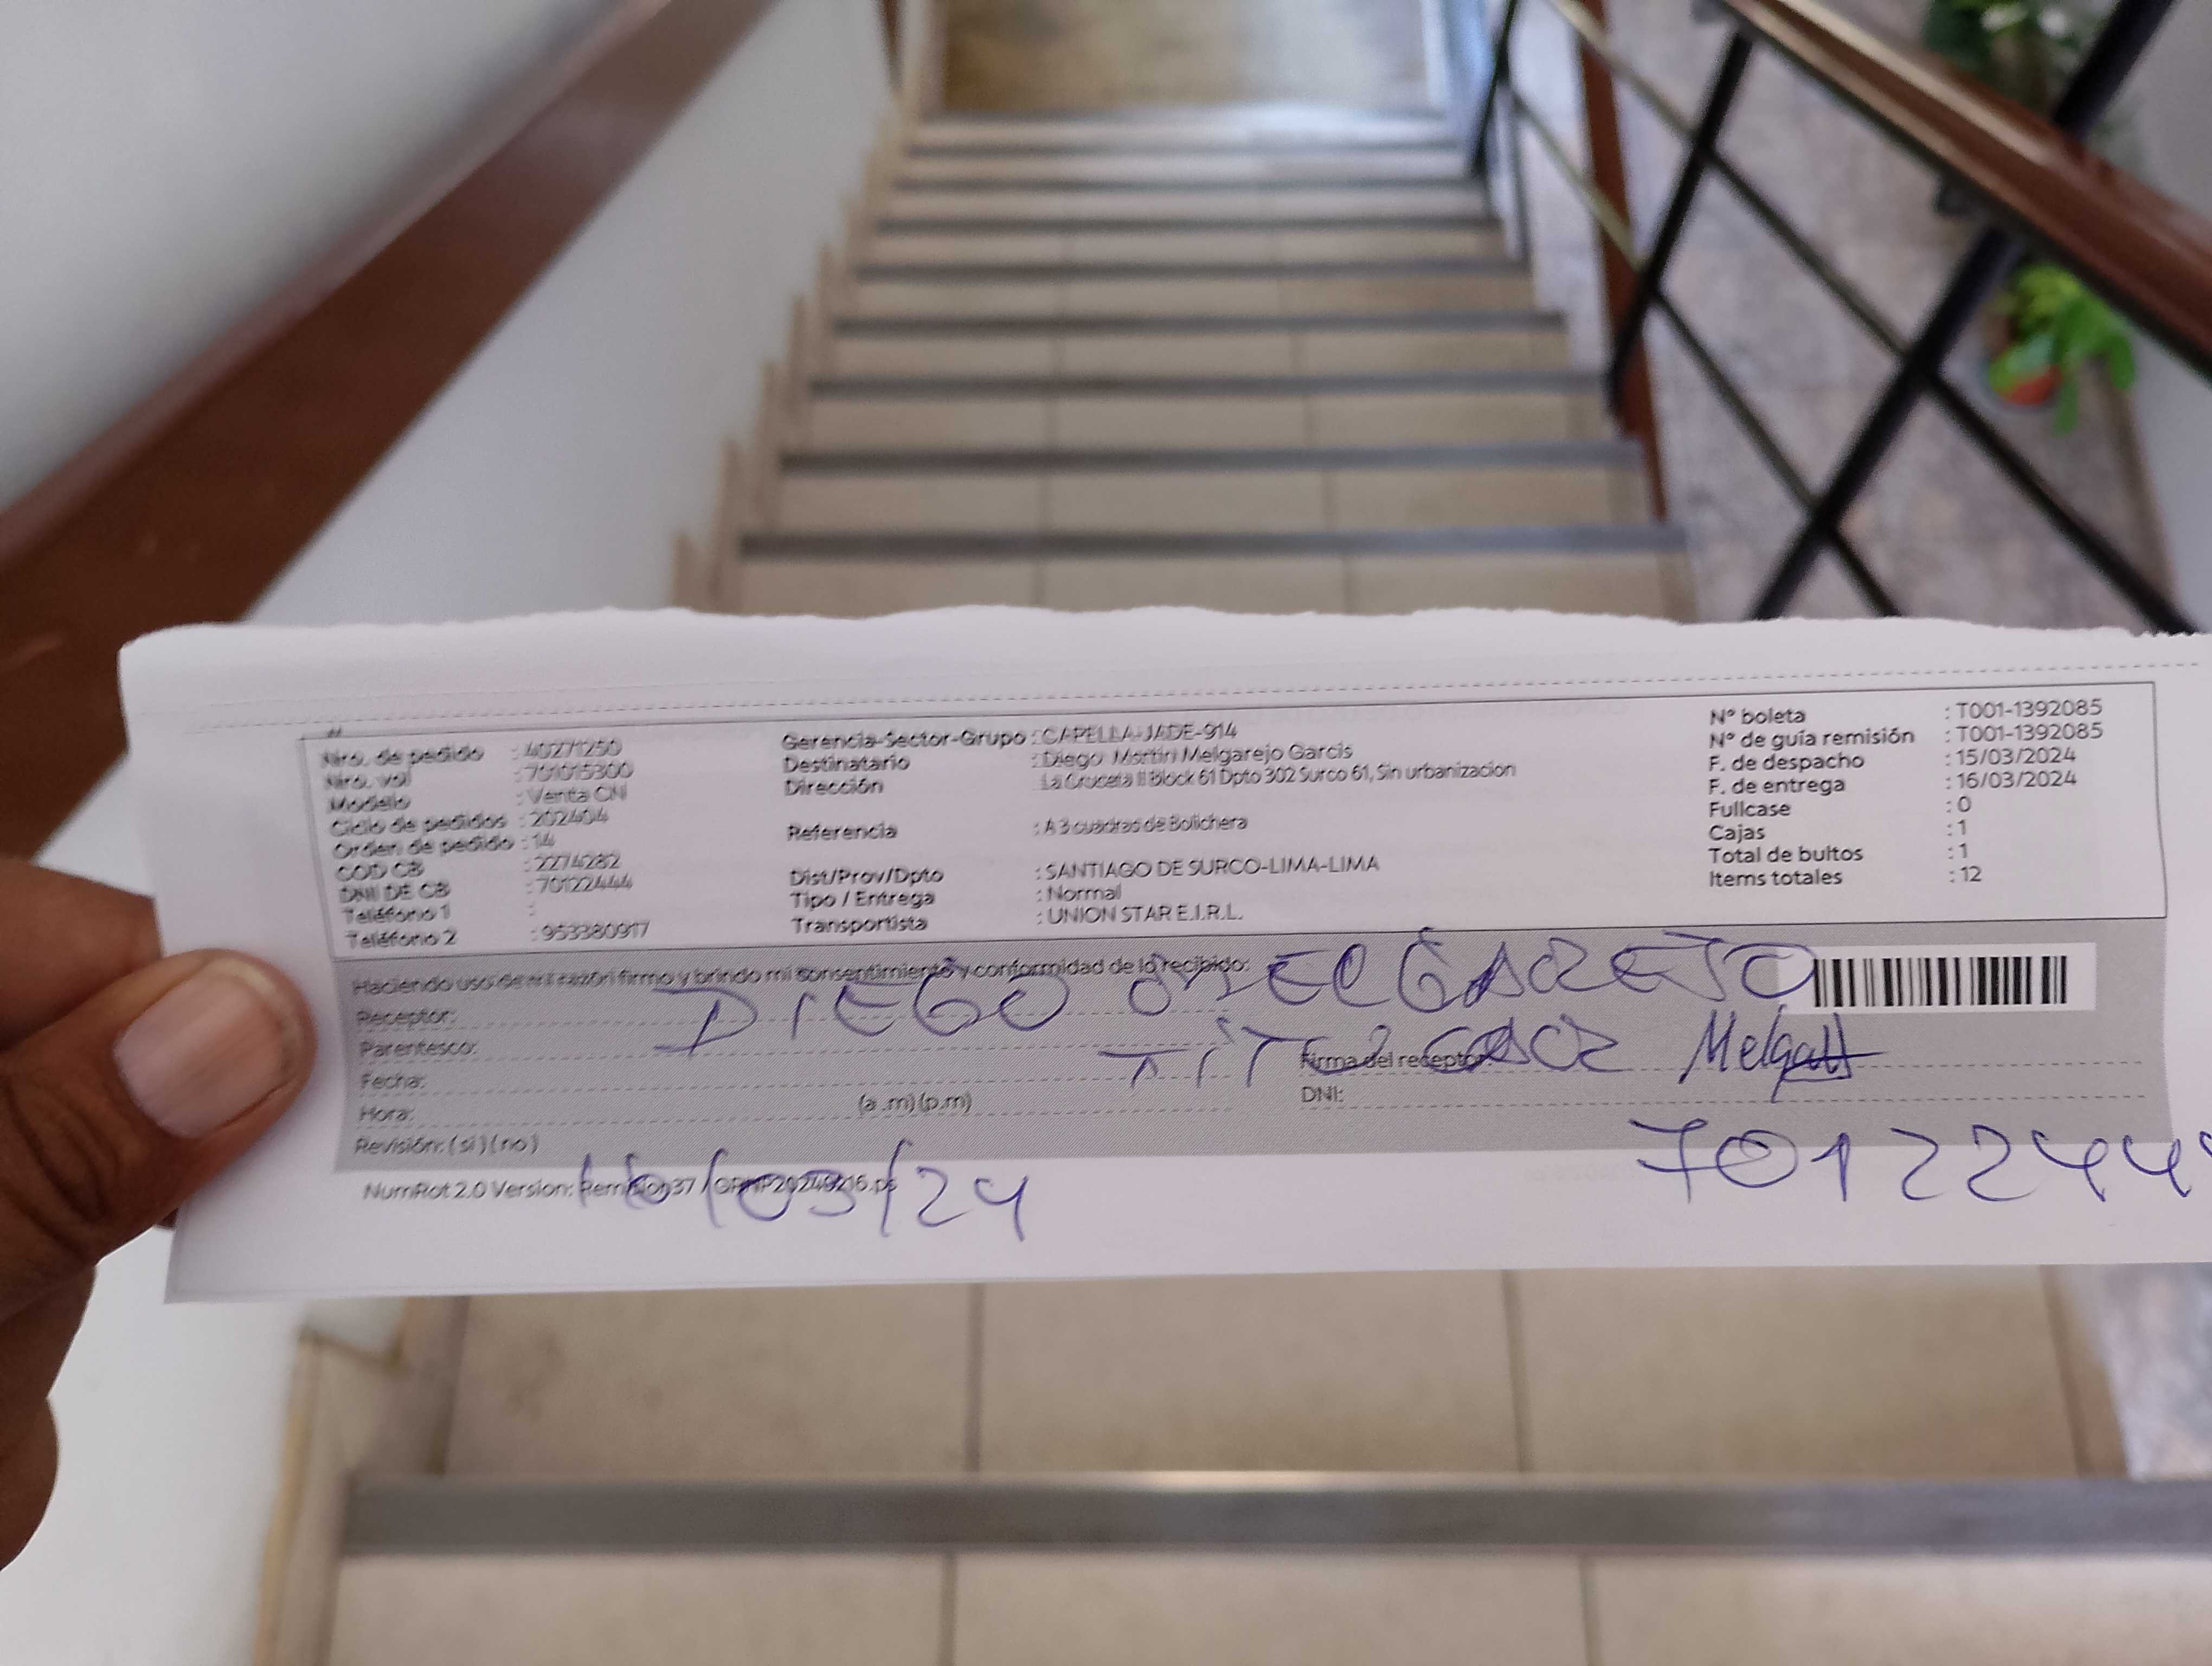 Nro. de pedido : 40271250
Nro. vol : 701015300
Modelo : Venta CN
Ciclo de pedidos : 202404
Orden de pedido : 14
COD CB : 2274282
DNI DE CB : 70122444
Teléfono 1 :
Teléfono 2 : 953380917
Gerencia-Sector-Grupo : CAPELLA-JADE-914
Destinatario : Diego Martin Melgarejo Garcis
Dirección La Cruceta II Block 61 Dpto 302 Surco 61, Sin urbanizacion
Referencia : A 3 cuadras de Bolichera
Dist/Prov/Dpto : SANTIAGO DE SURCO-LIMA-LIMA
Tipo / Entrega : Normal
Transportista : UNION STAR E.I.R.L.
N° boleta : T001-1392085
N° de guía remisión : T001-1392085
F. de despacho : 15/03/2024
F. de entrega : 16/03/2024
Fullcase : 0
Cajas : 1
Total de bultos : 1
Items totales : 12
Haciendo uso de mi razón firmo y brindo mi consentimiento y conformidad de lo recibido:
Receptor: DIEGO MELGAREJO
Parentesco: TITULAR
Fecha:
Hora: (a .m) (p.m)
Revisión: ( si ) ( no )
Firma del receptor:
DNI:
70122444
16/03/24
NumRot 2.0 Version: Remision37 /